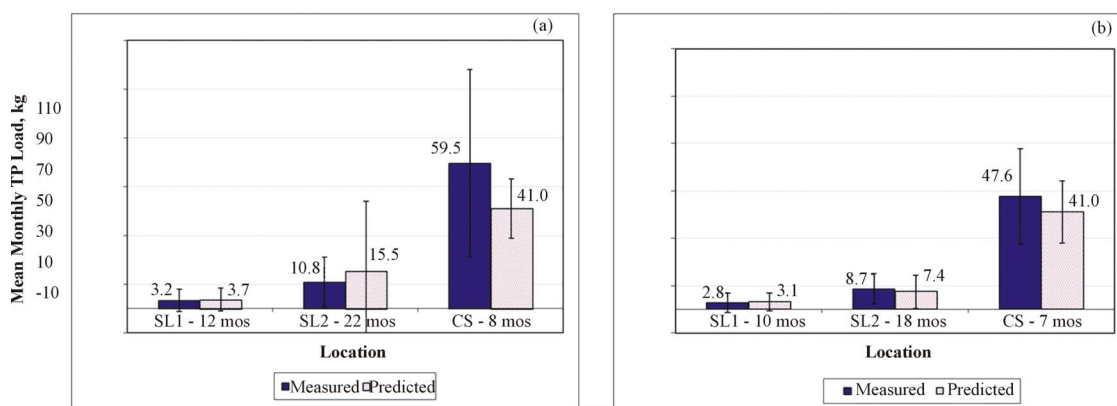 (a)
Mean Monthly TP Load, kg
110
90
70
50
30
10
-10
3.2
3.7
10.8
15.5
59.5
41.0
SL1 - 12 mos
SL2 - 22 mos
CS - 8 mos
Location
Measured
Predicted
(b)
2.8
3.1
8.7
7.4
47.6
41.0
SL1 - 10 mos
SL2 - 18 mos
CS - 7 mos
Location
Measured
Predicted